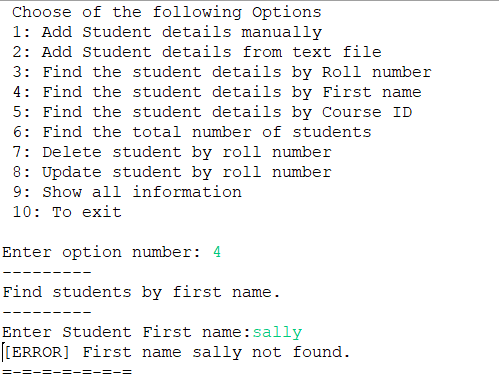 Choose of the following Options
1: Add Student details manually
2: Add Student details from text file
3: Find the student details by Roll number
4: Find the student details by First name
5: Find the student details by Course ID
6: Find the total number of students
7: Delete student by roll number
8: Update student by roll number
9: Show all information
10: To exit
Enter option number: 4
---------
Find students by first name.
---------
Enter Student First name:sally
[ERROR] First name sally not found.
=-=-=-=-=-=-=